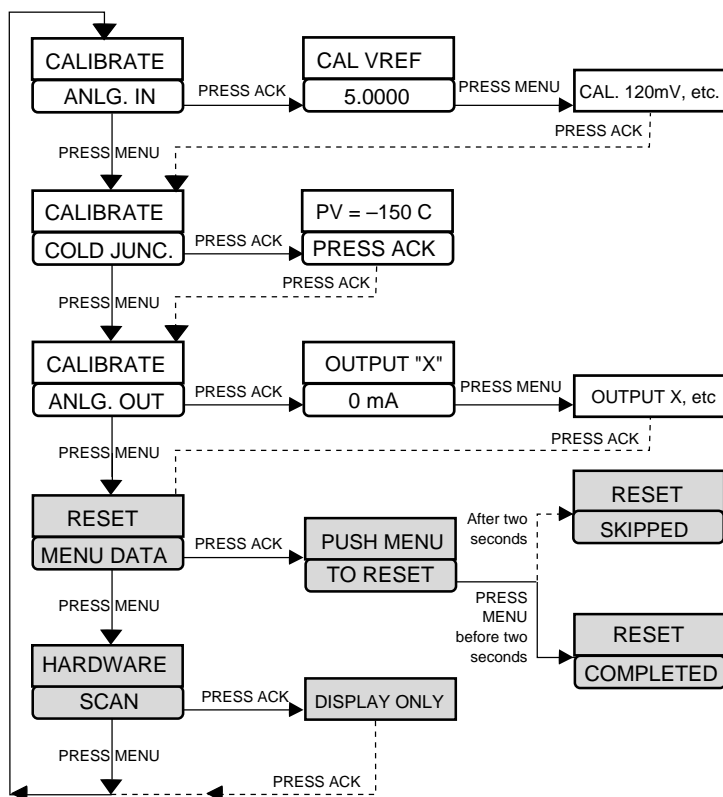 CALIBRATE
ANLG. IN
PRESS ACK
CAL VREF
5.0000
PRESS MENU
CAL. 120mV, etc.
PRESS ACK
PRESS MENU
CALIBRATE
COLD JUNC.
PRESS ACK
PV = –150 C
PRESS ACK
PRESS ACK
PRESS MENU
CALIBRATE
ANLG. OUT
PRESS ACK
OUTPUT "X"
0 mA
PRESS MENU
OUTPUT X, etc
PRESS ACK
PRESS MENU
RESET
MENU DATA
PRESS ACK
PUSH MENU
TO RESET
After two
seconds
RESET
SKIPPED
PRESS
MENU
before two
seconds
RESET
COMPLETED
PRESS MENU
HARDWARE
SCAN
PRESS ACK
DISPLAY ONLY
PRESS MENU
PRESS ACK